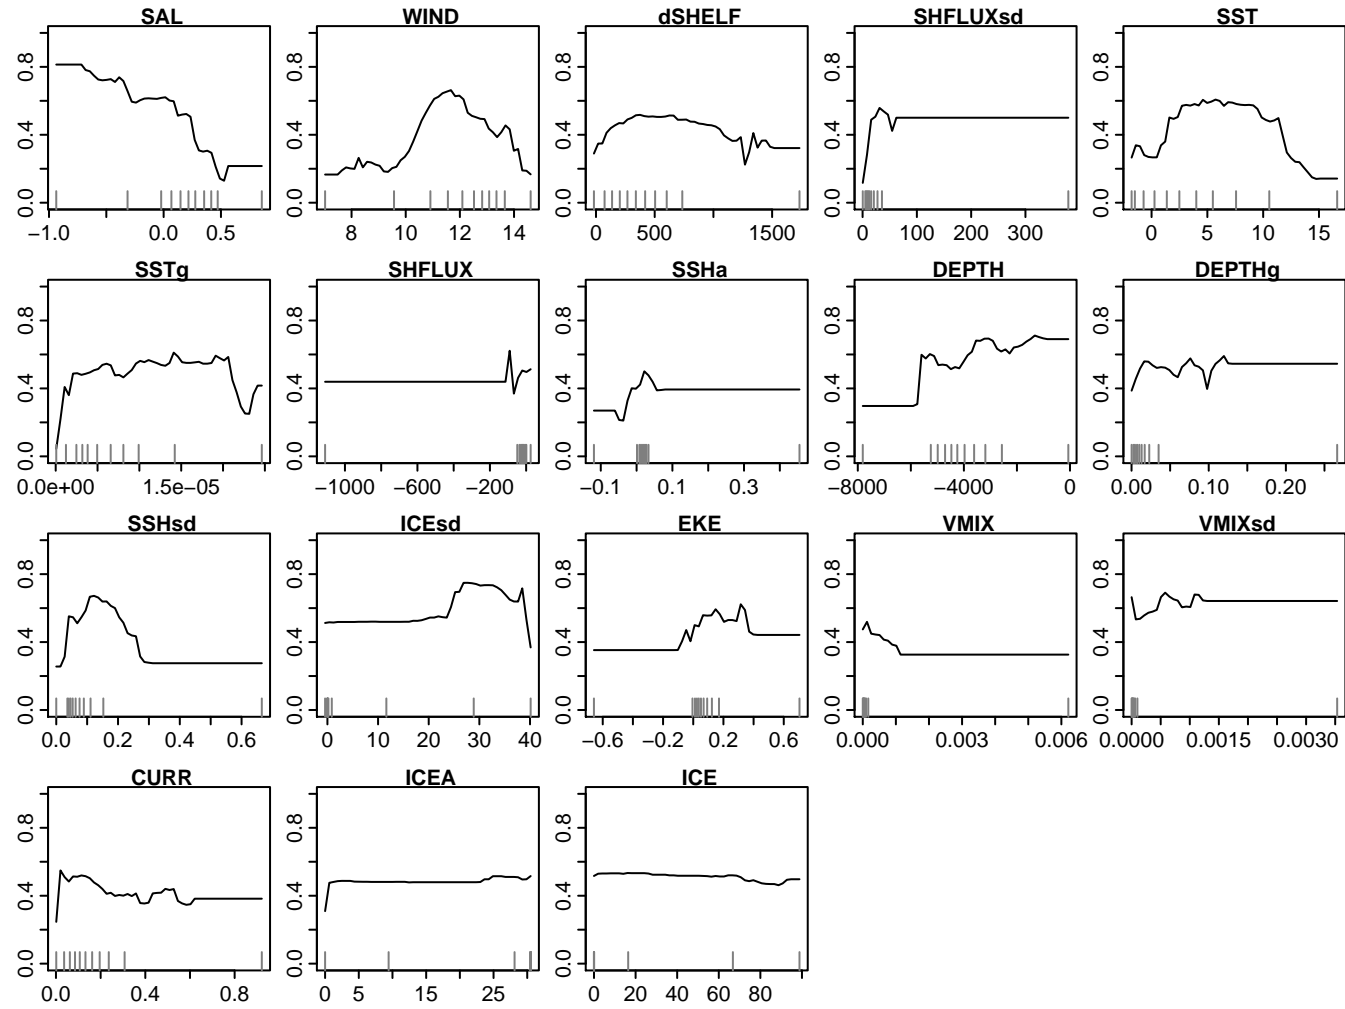 SAL WIND dSHELF SHFLUXsd SST
0.0 0.4 0.8 0.0 0.4 0.8 0.0 0.4 0.8 0.0 0.4 0.8 0.0 0.4 0.8
−1.0 0.0 0.5 8 10 12 14 0 500 1500 0 100 200 300 0 5 10 15
SSTg SHFLUX SSHa DEPTH DEPTHg
0.0 0.4 0.8 0.0 0.4 0.8 0.0 0.4 0.8 0.0 0.4 0.8 0.0 0.4 0.8
0.0e+00 1.5e−05 −1000 −600 −200 −0.1 0.1 0.3 −8000 −4000 0 0.00 0.10 0.20
SSHsd ICEsd EKE VMIX VMIXsd
0.0 0.4 0.8 0.0 0.4 0.8 0.0 0.4 0.8 0.0 0.4 0.8 0.0 0.4 0.8
0.0 0.2 0.4 0.6 0 10 20 30 40 −0.6 −0.2 0.2 0.6 0.000 0.003 0.006 0.0000 0.0015 0.0030
CURR ICEA ICE
0.0 0.4 0.8 0.0 0.4 0.8 0.0 0.4 0.8
0.0 0.4 0.8 0 5 15 25 0 20 40 60 80